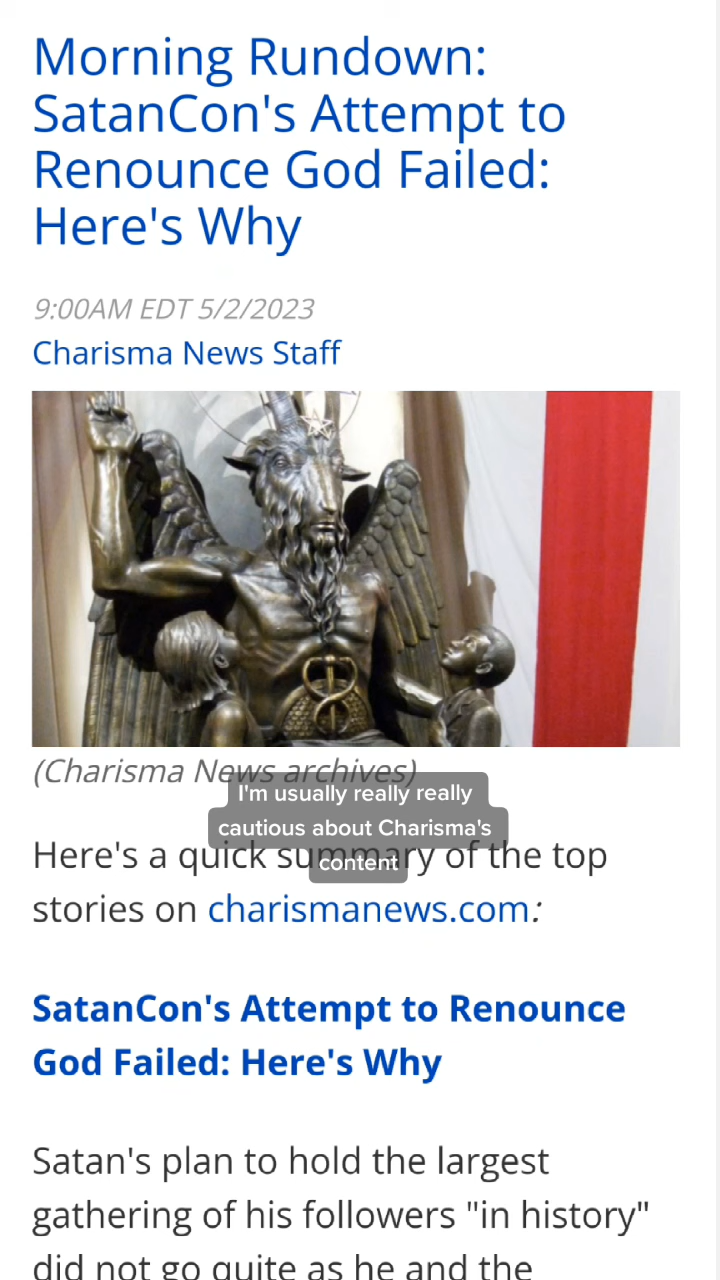 Morning Rundown:
SatanCon's Attempt to
Renounce God Failed:
Here's Why
9:00AM EDT 5/2/2023
Charisma News Staff
(Charisma News archives)
I'm usually really really
cautious about Charisma's
content
Here's a quick summary of the top
stories on charismanews.com:
SatanCon's Attempt to Renounce
God Failed: Here's Why
Satan's plan to hold the largest
gathering of his followers "in history"
did not go quite as he and the